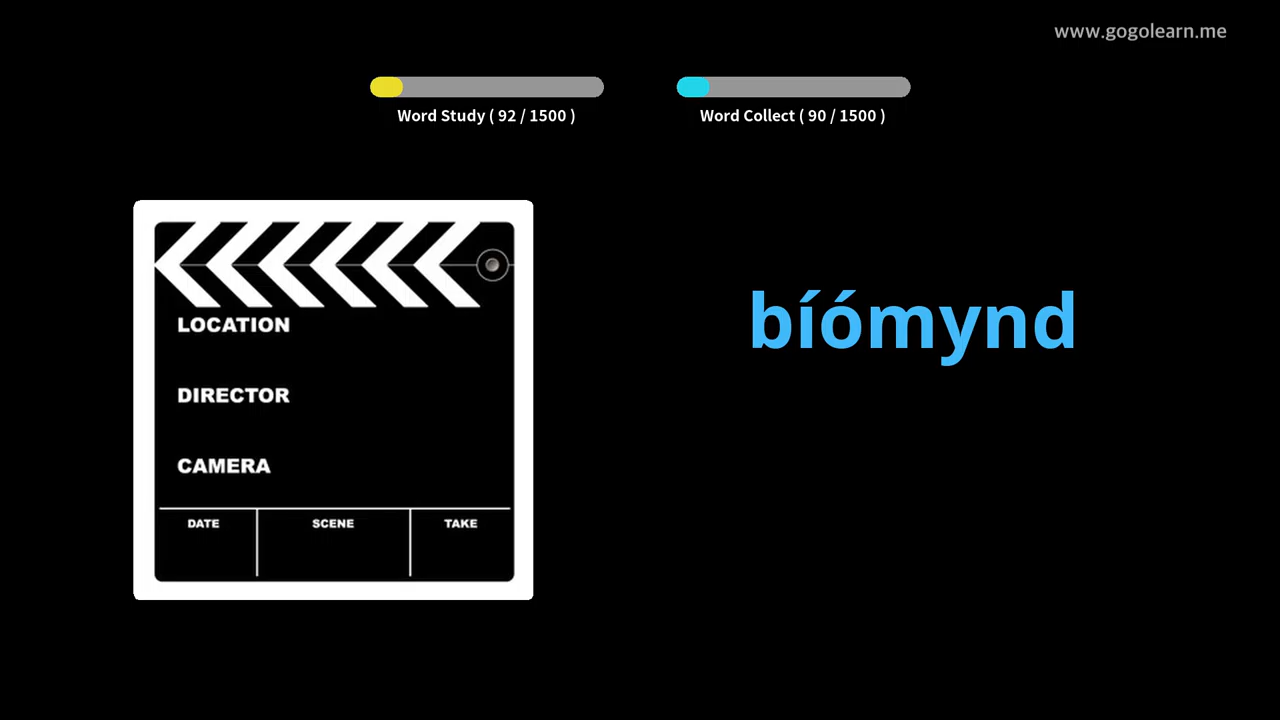 www.gogolearn.me
Word Study ( 92 / 1500 )
Word Collect ( 90 / 1500 )
LOCATION
DIRECTOR
CAMERA
DATE
SCENE
TAKE
bíómynd